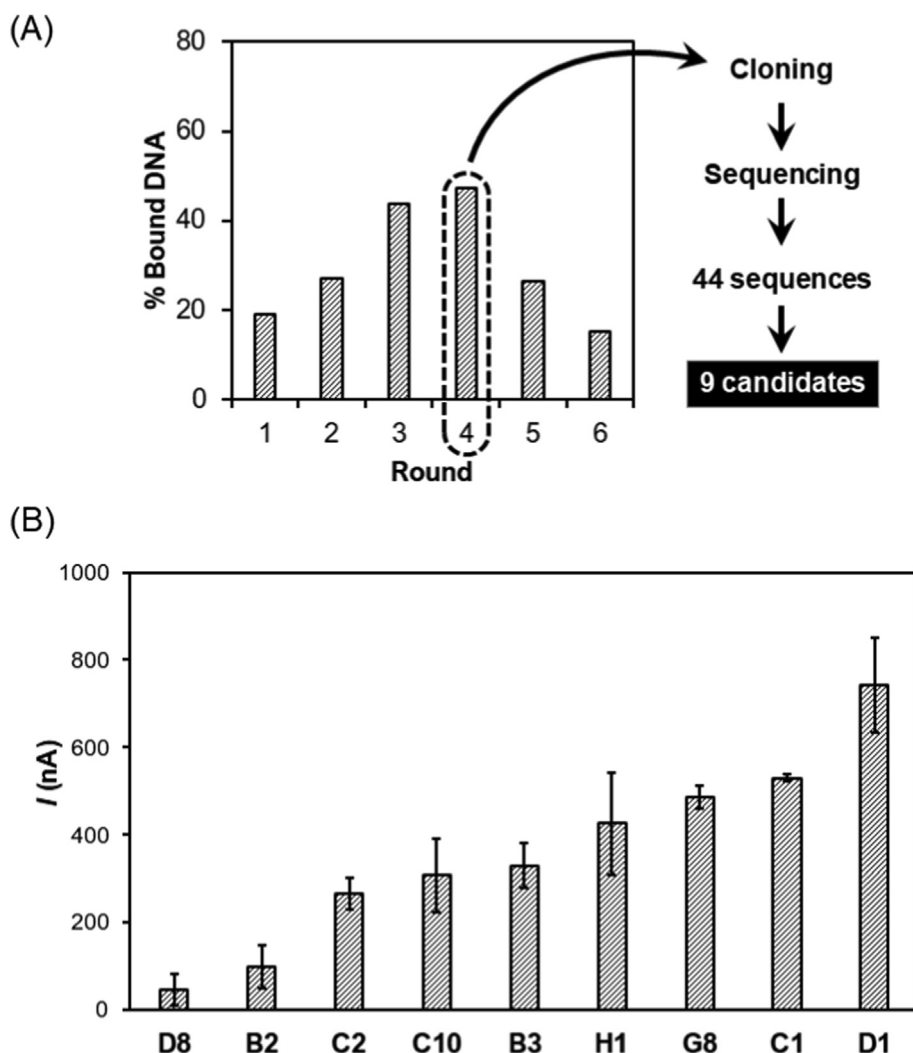 (A)
80
60
40
20
0
% Bound DNA
1 2 3 4 5 6
Round
Cloning
Sequencing
44 sequences
9 candidates
(B)
1000
800
600
400
200
0
I (nA)
D8 B2 C2 C10 B3 H1 G8 C1 D1